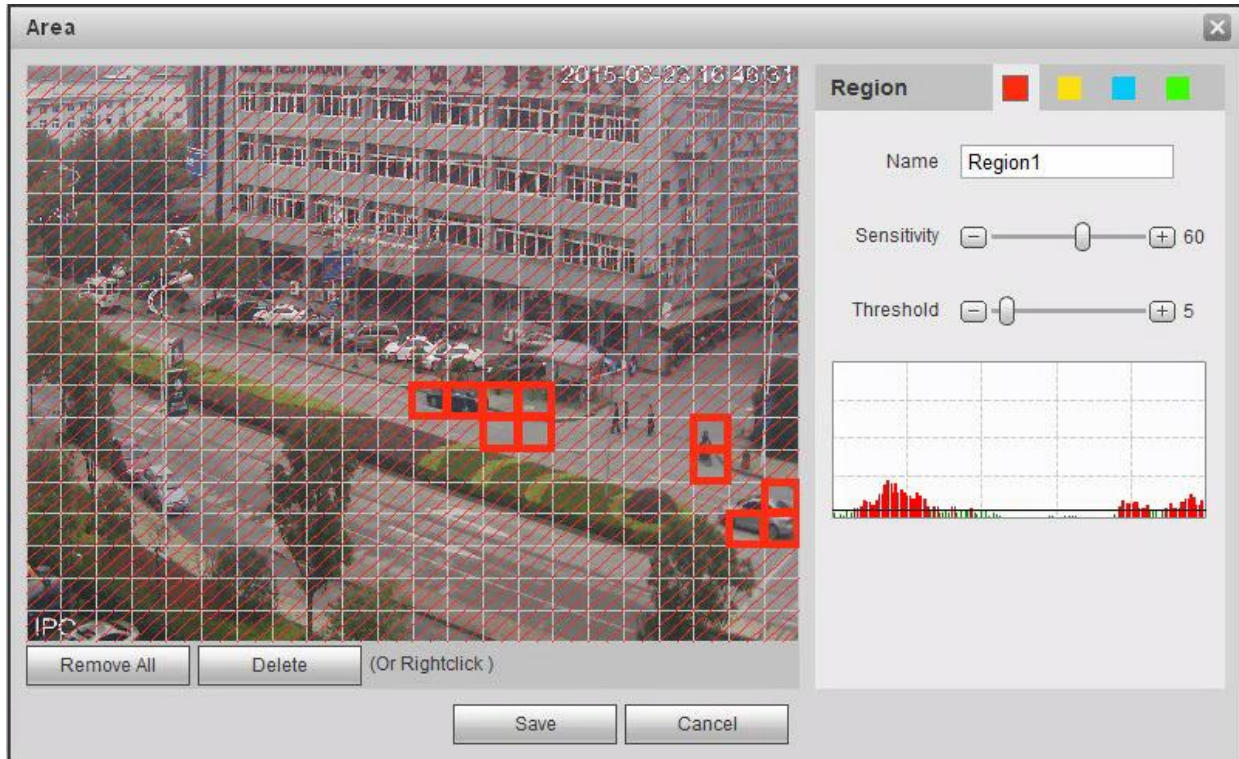 Area
2015-03-23 16:46:31
Region
Name Region1
Sensitivity 60
Threshold 5
IPC
Remove All Delete (Or Rightclick )
Save Cancel